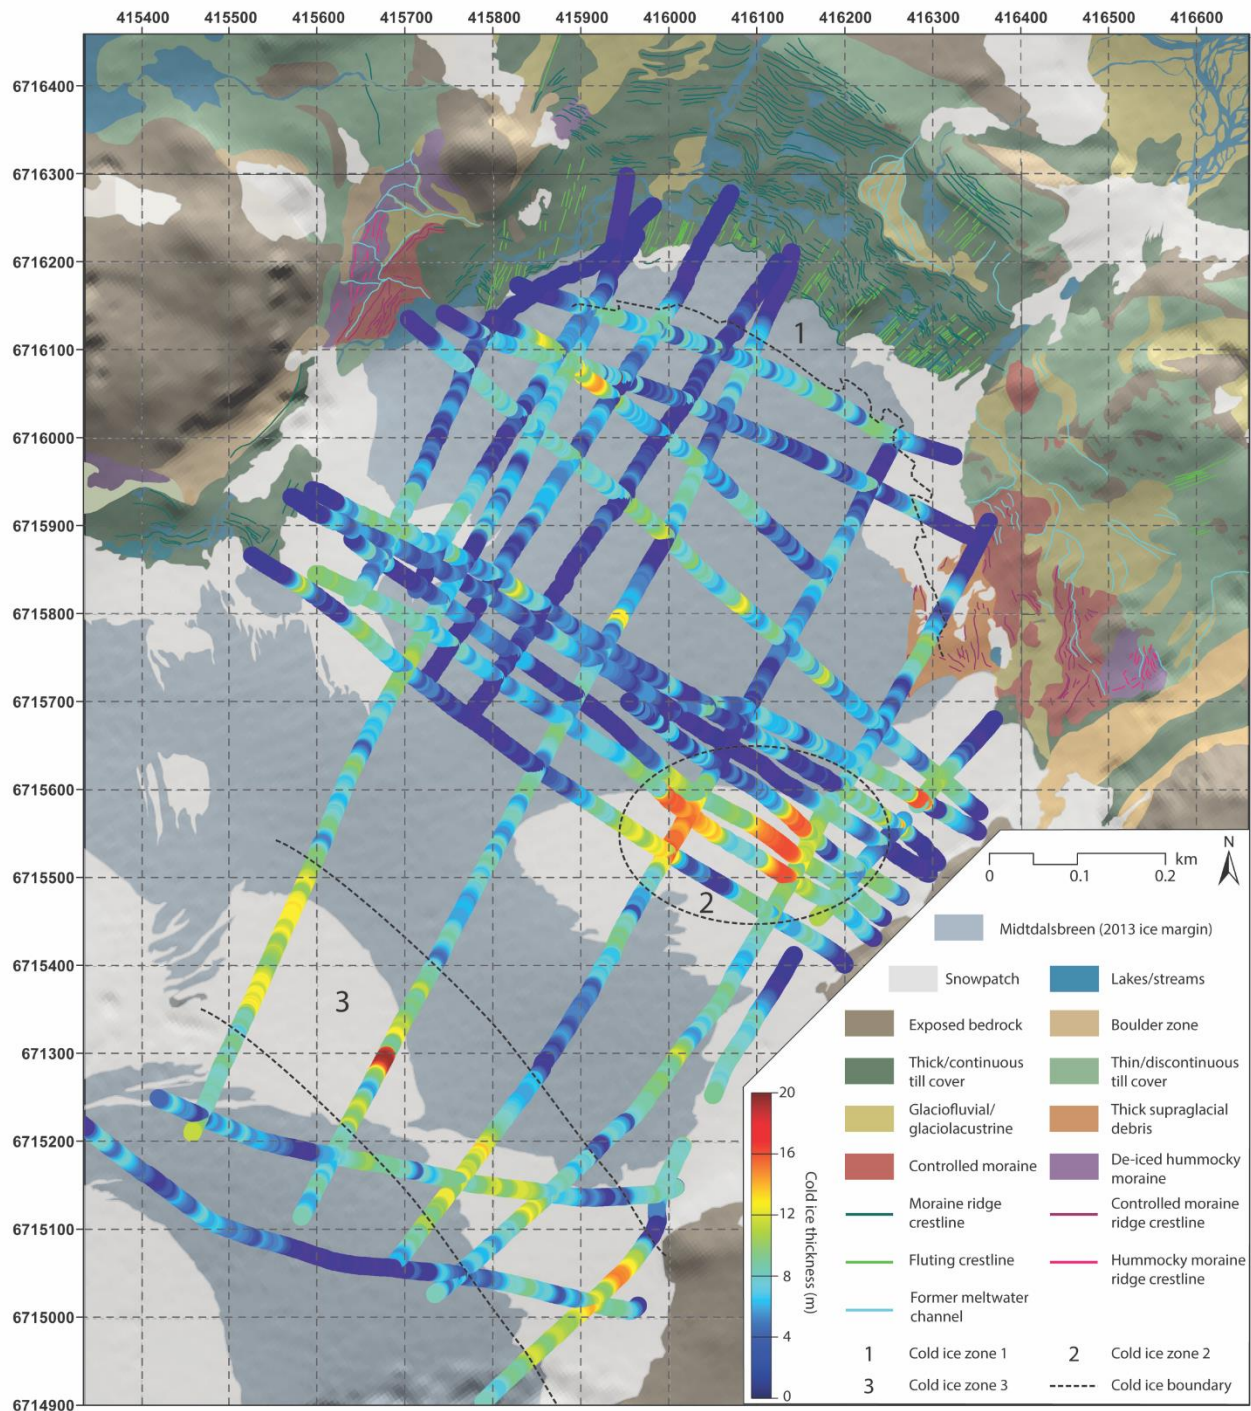 415400 415500 415600 415700 415800 415900 416000 416100 416200 416300 416400 416500 416600
6716400
6716300
6716200
6716100
6716000
6715900
6715800
6715700
6715600
6715500
6715400
671300
6715200
6715100
6715000
6714900
1
2
3
km
0 0.1 0.2
N
Midtdalsbreen (2013 ice margin)
Snowpatch
Lakes/streams
Exposed bedrock
Boulder zone
Thick/continuous
till cover
Thin/discontinuous
till cover
Glaciofluvial/
glaciolacustrine
Thick supraglacial
debris
Controlled moraine
De-iced hummocky
moraine
Moraine ridge
crestline
Controlled moraine
ridge crestline
Fluting crestline
Hummocky moraine
ridge crestline
Former meltwater
channel
1 Cold ice zone 1
2 Cold ice zone 2
3 Cold ice zone 3
Cold ice boundary
20
16
12
8
4
0
Cold ice thickness (m)